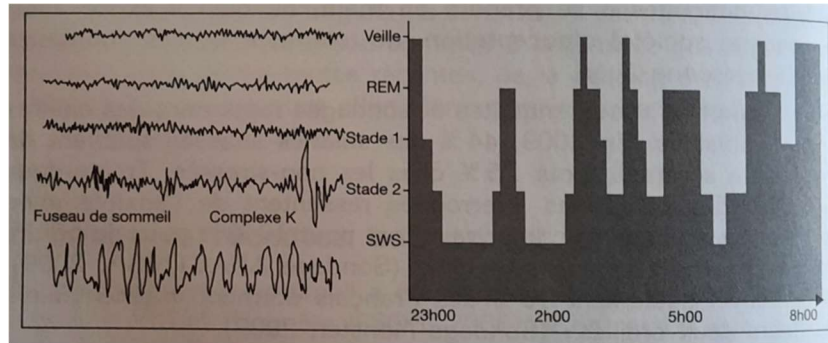 Veille
REM
Stade 1
Stade 2
Fuseau de sommeil Complexe K
SWS
23h00 2h00 5h00 8h00